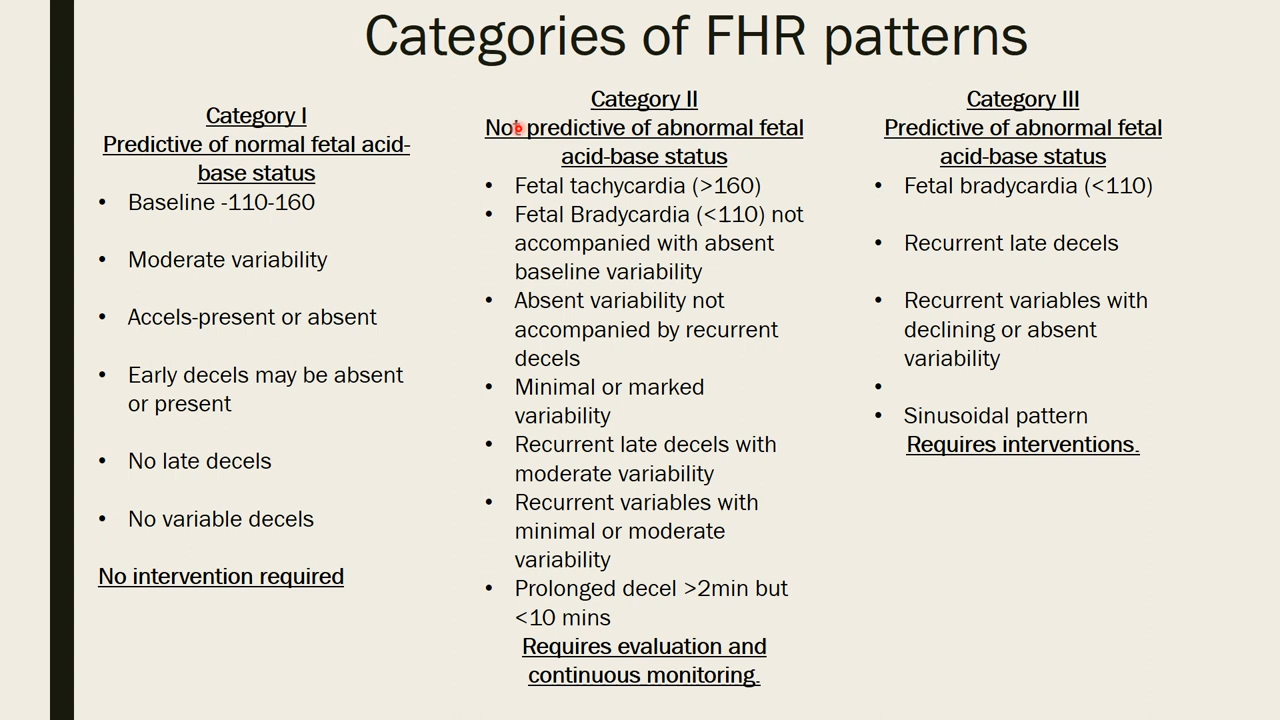 Categories of FHR patterns
Category I
Predictive of normal fetal acid-
base status
• Baseline -110-160
• Moderate variability
• Accels-present or absent
• Early decels may be absent
or present
• No late decels
• No variable decels
No intervention required
Category II
Not predictive of abnormal fetal
acid-base status
• Fetal tachycardia (>160)
• Fetal Bradycardia (<110) not
accompanied with absent
baseline variability
• Absent variability not
accompanied by recurrent
decels
• Minimal or marked
variability
• Recurrent late decels with
moderate variability
• Recurrent variables with
minimal or moderate
variability
• Prolonged decel >2min but
<10 mins
Requires evaluation and
continuous monitoring.
Category III
Predictive of abnormal fetal
acid-base status
• Fetal bradycardia (<110)
• Recurrent late decels
• Recurrent variables with
declining or absent
variability
•
• Sinusoidal pattern
Requires interventions.